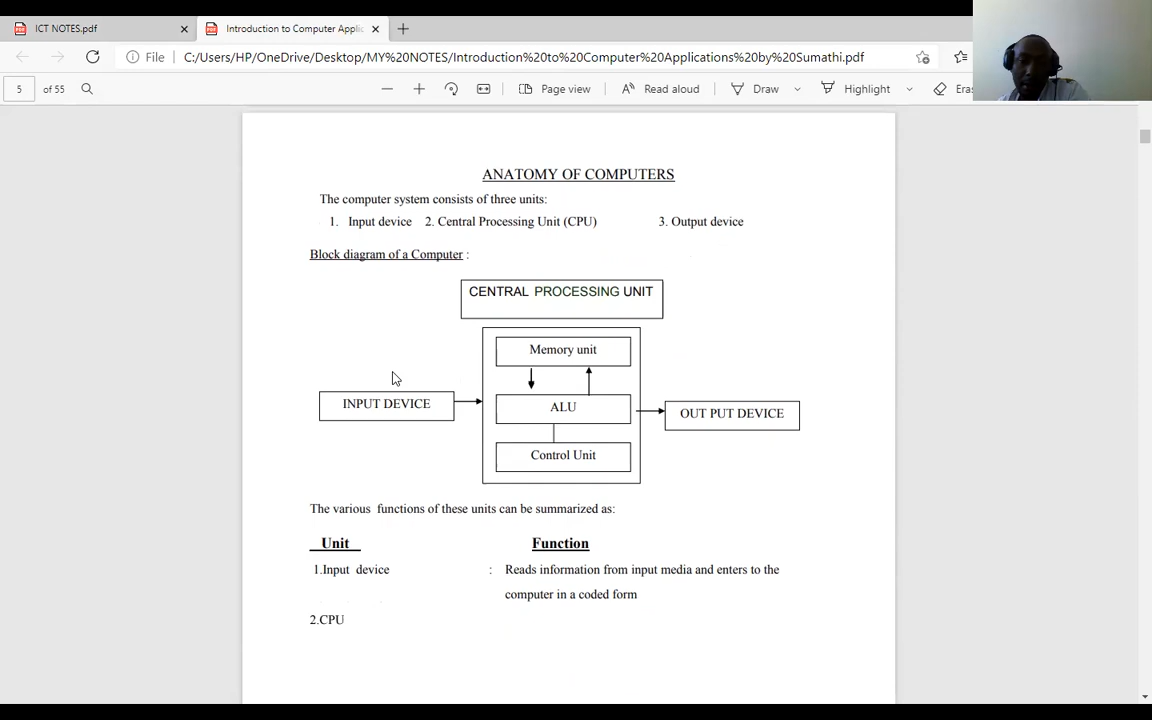 ICT NOTES.pdf
Introduction to Computer Applic
File C:/Users/HP/OneDrive/Desktop/MY%20NOTES/Introduction%20to%20Computer%20Applications%20by%20Sumathi.pdf
5 of 55 Page view Read aloud Draw Highlight Eras
ANATOMY OF COMPUTERS
The computer system consists of three units:
1. Input device 2. Central Processing Unit (CPU) 3. Output device
Block diagram of a Computer :
CENTRAL PROCESSING UNIT
Memory unit
INPUT DEVICE
ALU
OUT PUT DEVICE
Control Unit
The various functions of these units can be summarized as:
Unit Function
1.Input device : Reads information from input media and enters to the
computer in a coded form
2.CPU